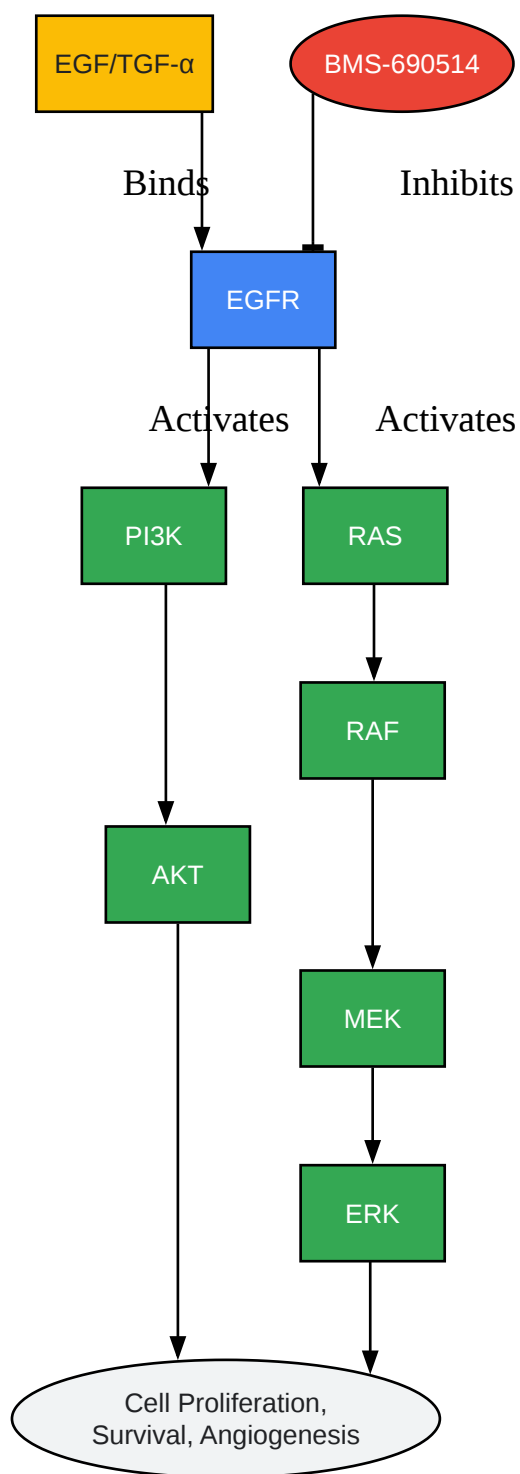 EGF/TGF-α
BMS-690514
Binds
Inhibits
EGFR
Activates
Activates
PI3K
RAS
RAF
AKT
MEK
ERK
Cell Proliferation,
Survival, Angiogenesis